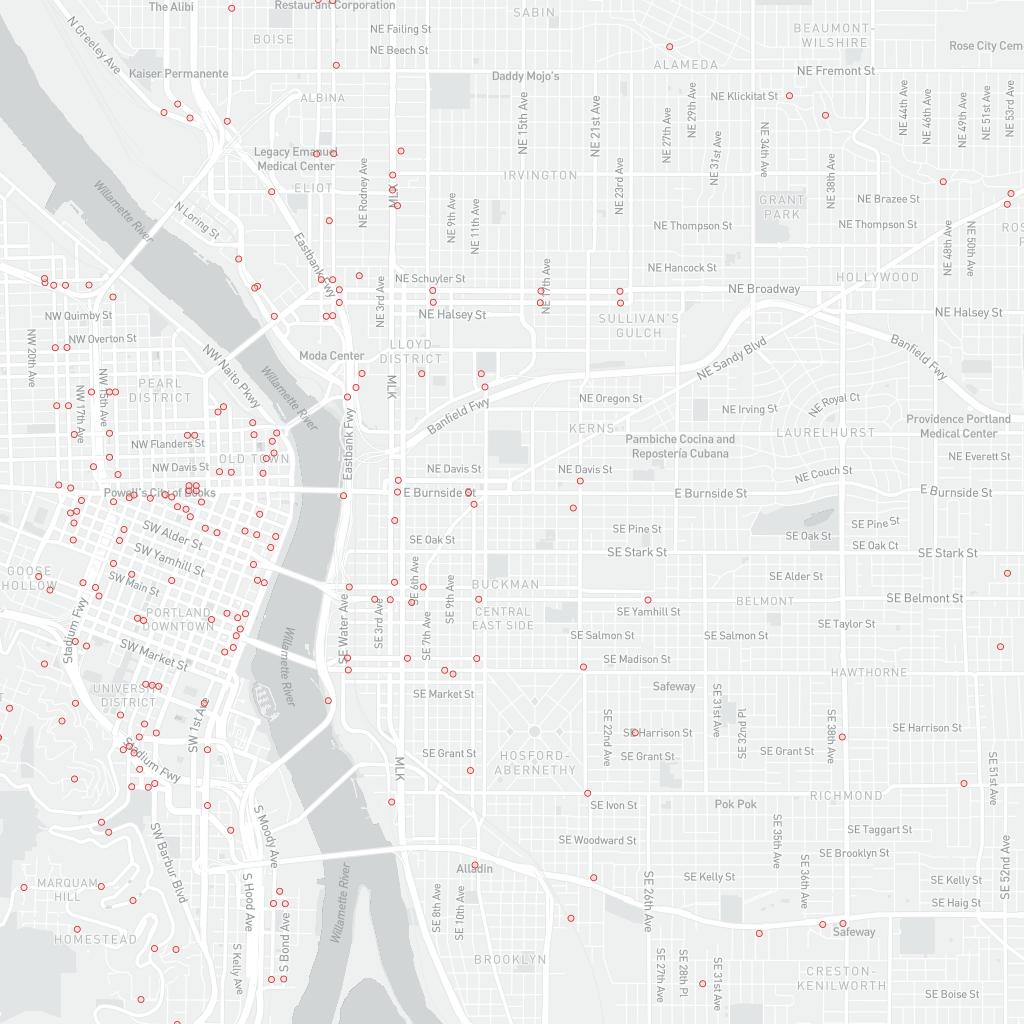 The Alibi
Restaurant Corporation
SABIN
N Greeley Ave
BOISE
NE Failing St
NE Beech St
BEAUMONT-
WILSHIRE
Rose City Cem
ALAMEDA
Kaiser Permanente
Daddy Mojo's
NE Fremont St
ALBINA
NE Klickitat St
NE 15th Ave
NE 21st Ave
NE 27th Ave
NE 29th Ave
NE 31st Ave
NE 34th Ave
NE 44th Ave
NE 46th Ave
NE 49th Ave
NE 51st Ave
NE 53rd Ave
Legacy Emanuel
Medical Center
IRVINGTON
ELIOT
NE Rodney Ave
MLK
NE 9th Ave
NE 11th Ave
NE 23rd Ave
NE 38th Ave
GRANT
PARK
NE Brazee St
Willamette River
N Loring St
Eastbank Fwy
NE Thompson St
NE Thompson St
NE 48th Ave
NE 50th Ave
NE Hancock St
HOLLYWOOD
NE Schuyler St
NE 3rd Ave
NE 17th Ave
NE Broadway
NW Quimby St
NE Halsey St
SULLIVAN'S
GULCH
NE Halsey St
NW Overton St
NW 20th Ave
NW Naito Pkwy
Moda Center
LLOYD
DISTRICT
NE Sandy Blvd
Banfield Fwy
NW 17th Ave
NW 15th Ave
PEARL
DISTRICT
Willamette River
MLK
Banfield Fwy
NE Oregon St
NE Irving St
NE Royal Ct
KERNS
LAURELHURST
Providence Portland
Medical Center
NW Flanders St
OLD TOWN
Eastbank Fwy
Pambiche Cocina and
Repostería Cubana
NW Davis St
NE Davis St
NE Davis St
NE Couch St
NE Everett St
Powell's City of Books
E Burnside St
E Burnside St
E Burnside St
SW Alder St
SE Pine St
SE Pine St
SE Oak St
SE Oak St
SE Oak Ct
SW Yamhill St
SE Stark St
SE Stark St
GOOSE
HOLLOW
SW Main St
SE 6th Ave
SE 9th Ave
BUCKMAN
SE Alder St
PORTLAND
DOWNTOWN
SE Water Ave
SE 3rd Ave
SE 7th Ave
CENTRAL
EAST SIDE
SE Yamhill St
BELMONT
SE Belmont St
SE Taylor St
Stadium Fwy
SE Salmon St
SE Salmon St
SW Market St
Willamette River
SE Madison St
HAWTHORNE
UNIVERSITY
DISTRICT
SE Market St
Safeway
SW 1st Ave
SE 22nd Ave
SE 31st Ave
SE 32nd Pl
SE 38th Ave
SE Harrison St
SE Harrison St
Stadium Fwy
SE Grant St
HOSFORD-
ABERNETHY
SE Grant St
SE Grant St
MLK
SE 51st Ave
SE Ivon St
Pok Pok
RICHMOND
SW Barbur Blvd
S Moody Ave
SE Woodward St
SE 35th Ave
SE Taggart St
SE Brooklyn St
SE 52nd Ave
Alladin
MARQUAM
HILL
S Hood Ave
Willamette River
SE 8th Ave
SE 10th Ave
SE 26th Ave
SE Kelly St
SE 36th Ave
SE Kelly St
SE Haig St
HOMESTEAD
S Kelly Ave
S Bond Ave
Safeway
BROOKLYN
SE 27th Ave
SE 28th Pl
SE 31st Ave
CRESTON-
KENILWORTH
SE Boise St